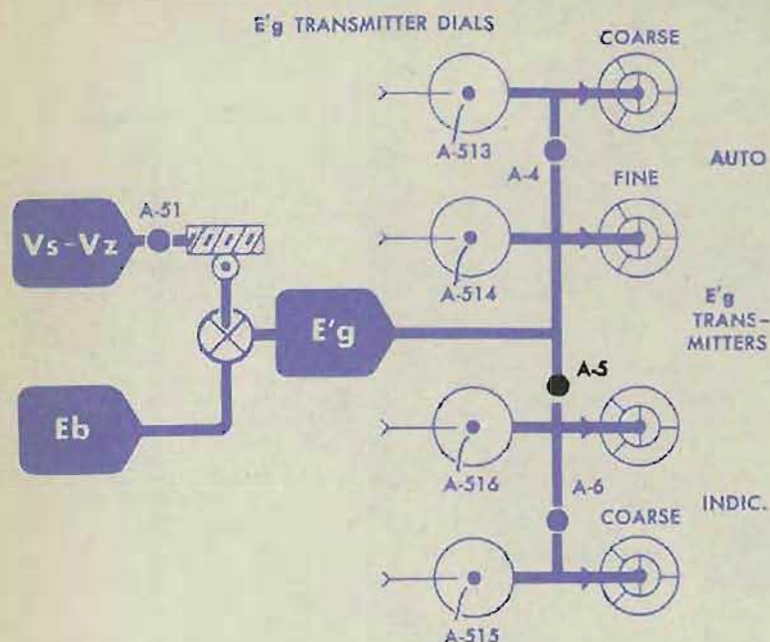 E'g TRANSMITTER DIALS
COARSE
A-513
A-4
AUTO
FINE
A-51
Vs-Vz
A-514
E'g
E'g
TRANS-
MITTERS
A-5
Eb
A-516
A-6
INDIC.
COARSE
A-515